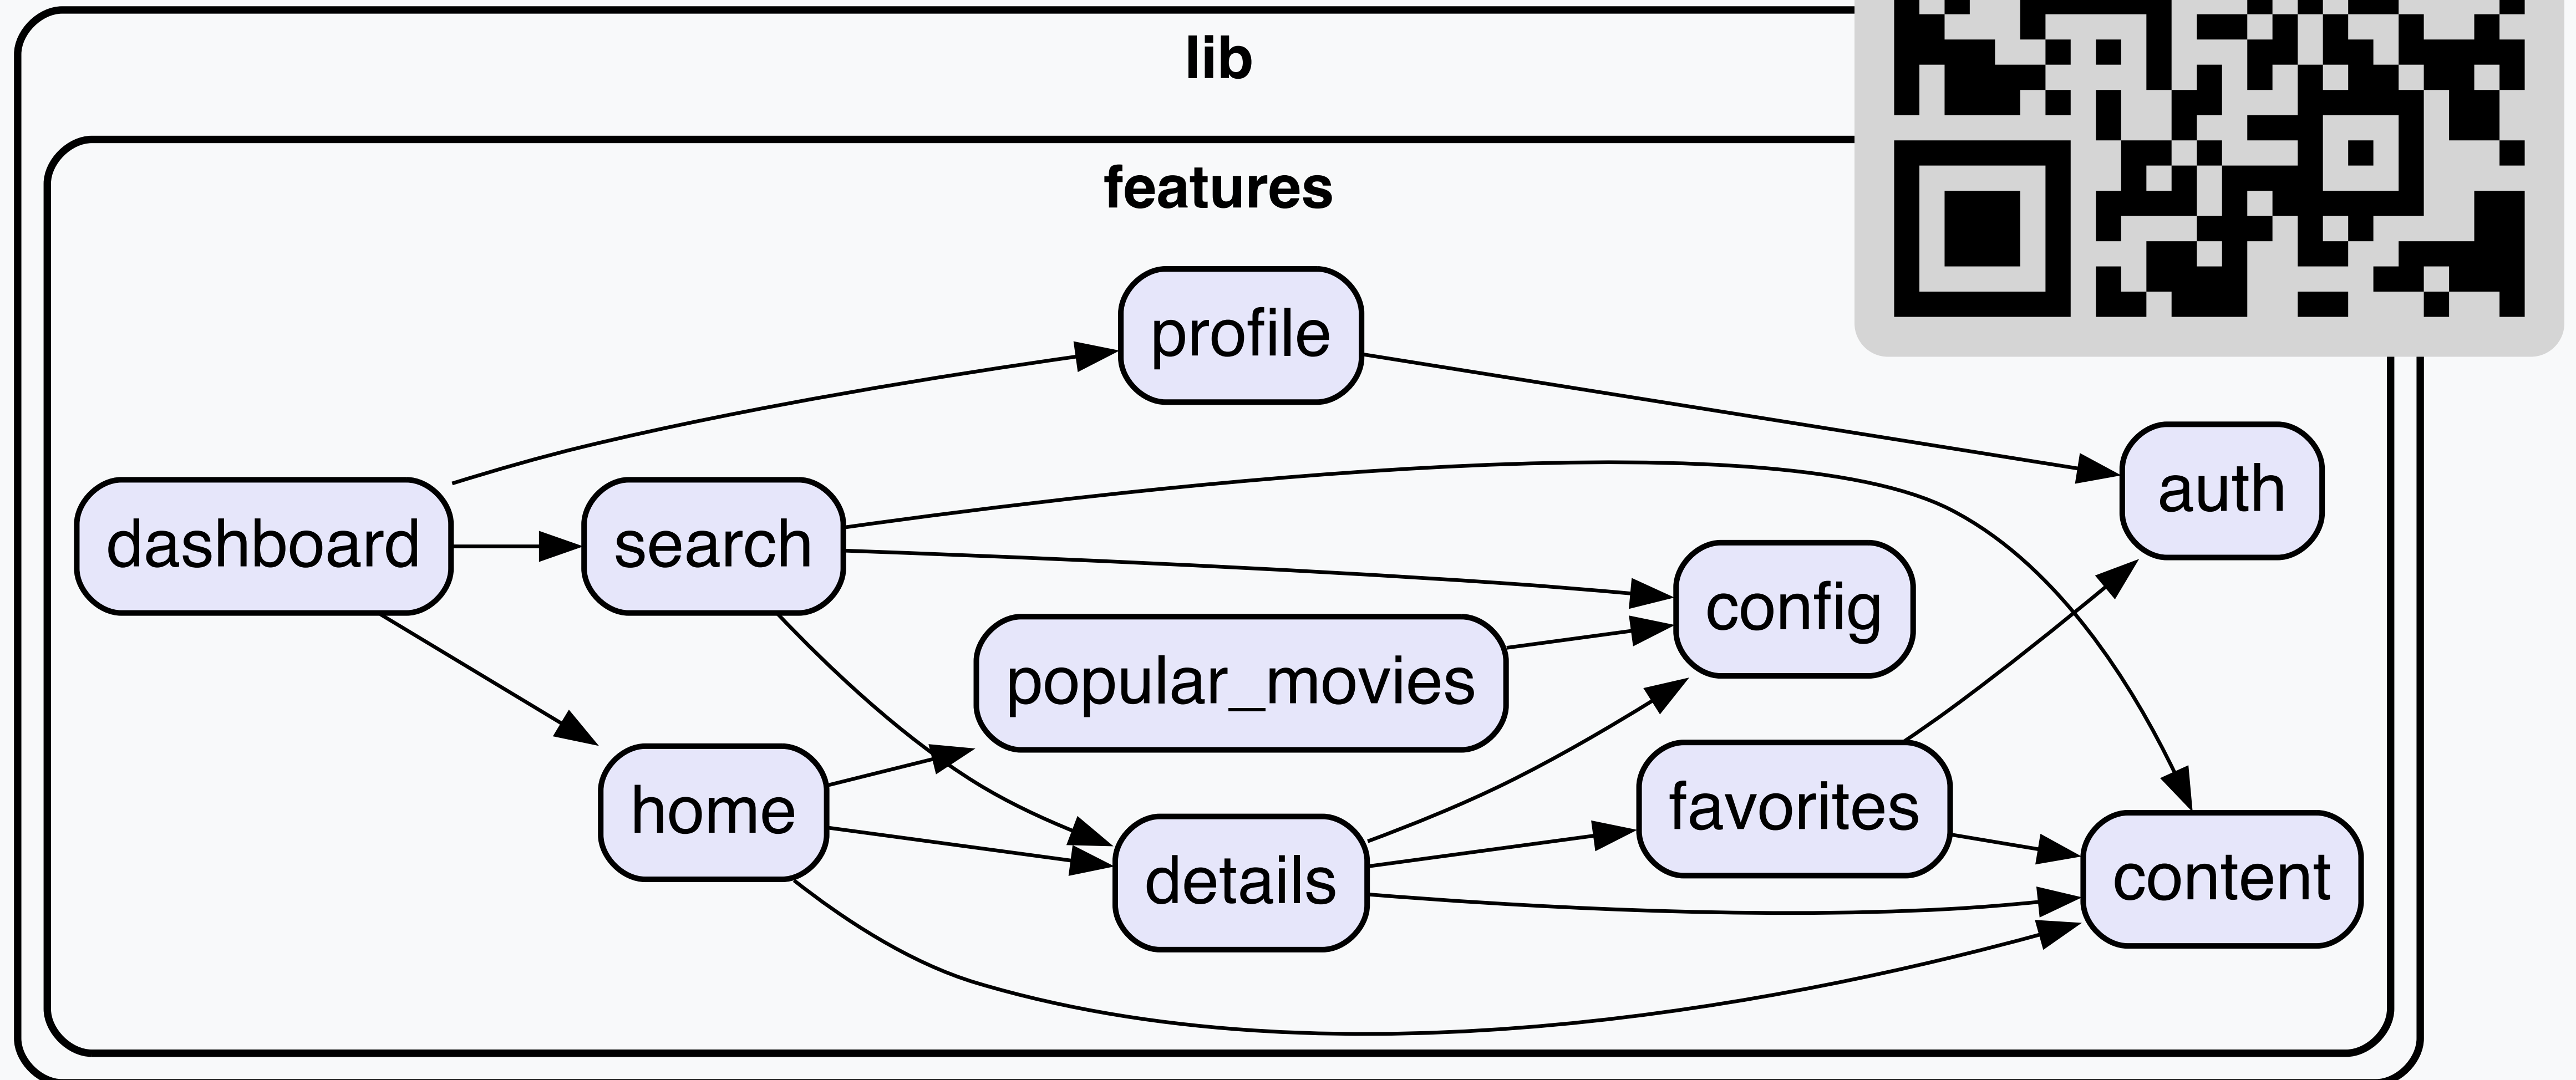 lib
features
profile
auth
dashboard
search
config
popular_movies
home
favorites
details
content